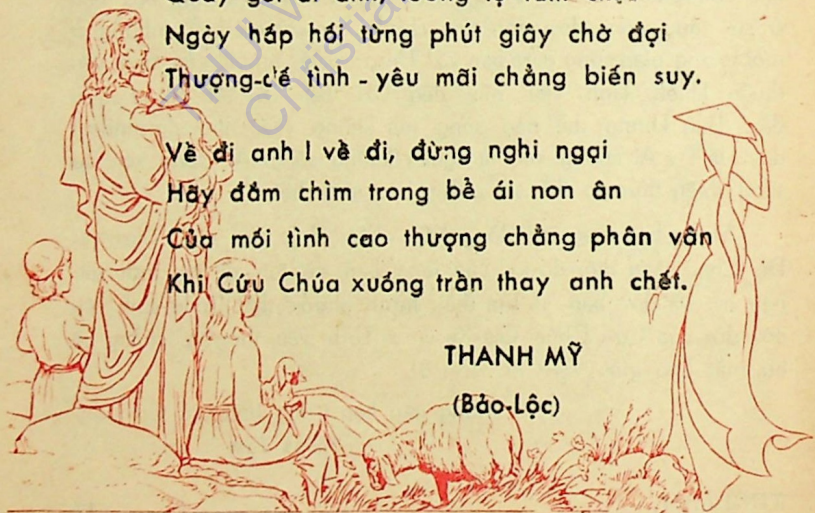 Ngày hấp hối từng phút giây chờ đợi
Thượng-đế tình - yêu mãi chẳng biến suy.
Về đi anh ! về đi, đừng nghi ngại
Hãy đắm chìm trong bể ái non ân
Của mối tình cao thượng chẳng phân vân
Khi Cứu Chúa xuống trần thay anh chết.
THANH MỸ
(Bảo-Lộc)
THƯ V
Christia